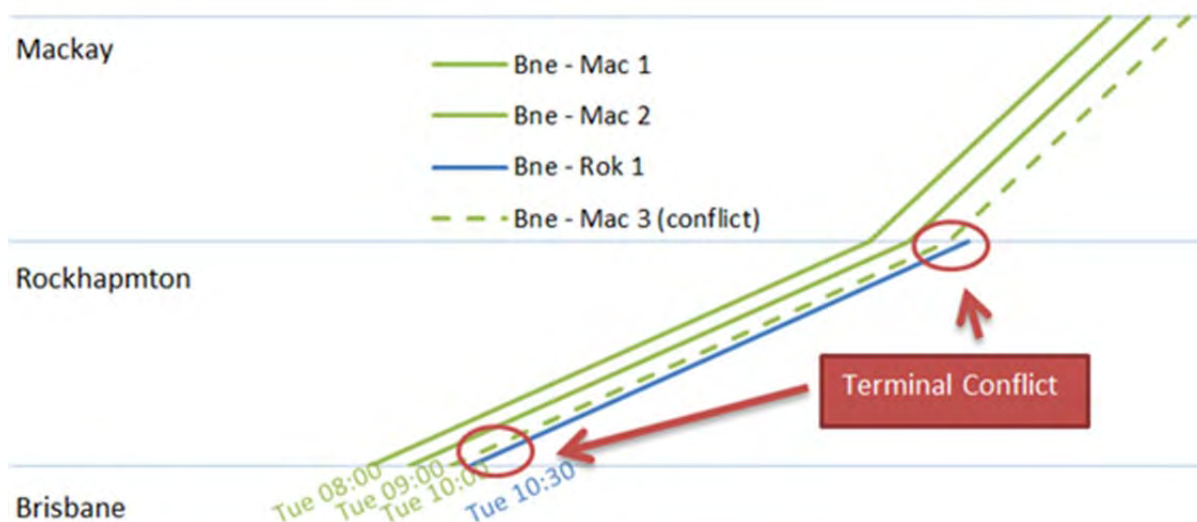 Mackay
Bne - Mac 1
Bne - Mac 2
Bne - Rok 1
Bne - Mac 3 (conflict)
Rockhapmton
Terminal Conflict
Tue 08:00
Tue 09:00
Tue 10:00
Tue 10:30
Brisbane